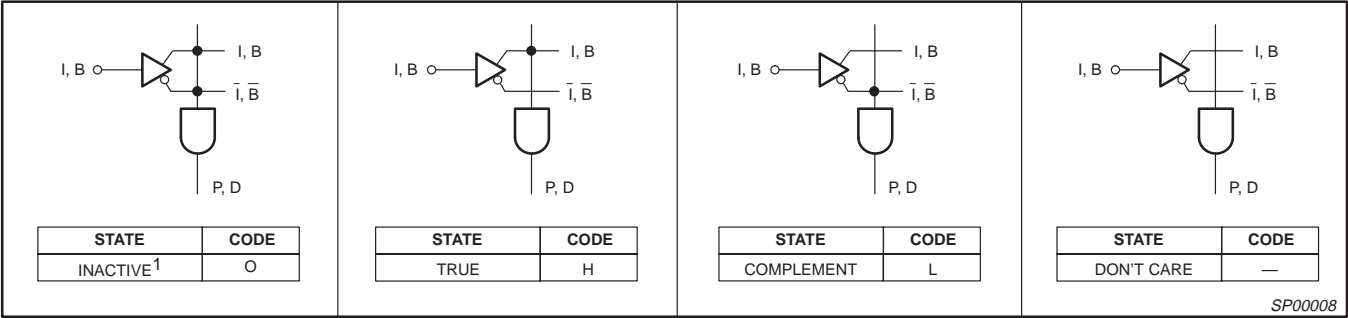 I, B
I, B
I̅, B̅
P, D
STATE CODE
INACTIVE1 O
I, B
I, B
I̅, B̅
P, D
STATE CODE
TRUE H
I, B
I, B
I̅, B̅
P, D
STATE CODE
COMPLEMENT L
I, B
I, B
I̅, B̅
P, D
STATE CODE
DON'T CARE —
SP00008